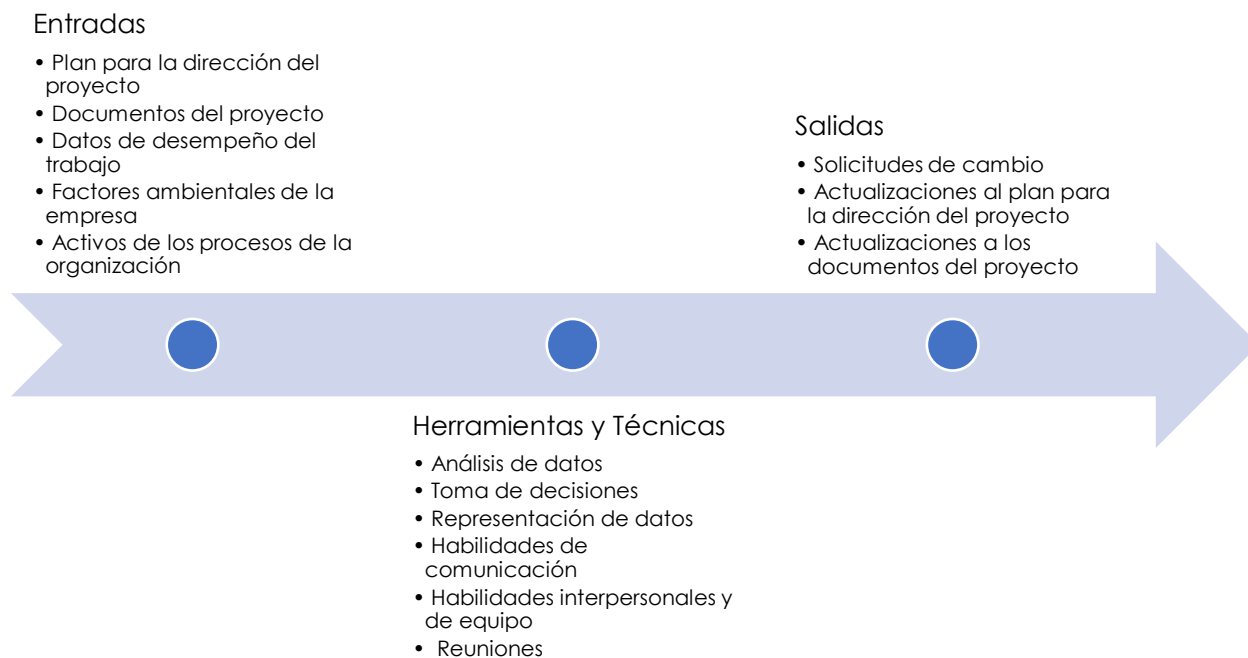 Entradas
• Plan para la dirección del
proyecto
• Documentos del proyecto
• Datos de desempeño del
trabajo
• Factores ambientales de la
empresa
• Activos de los procesos de la
organización
Herramientas y Técnicas
• Análisis de datos
• Toma de decisiones
• Representación de datos
• Habilidades de
comunicación
• Habilidades interpersonales y
de equipo
• Reuniones
Salidas
• Solicitudes de cambio
• Actualizaciones al plan para
la dirección del proyecto
• Actualizaciones a los
documentos del proyecto